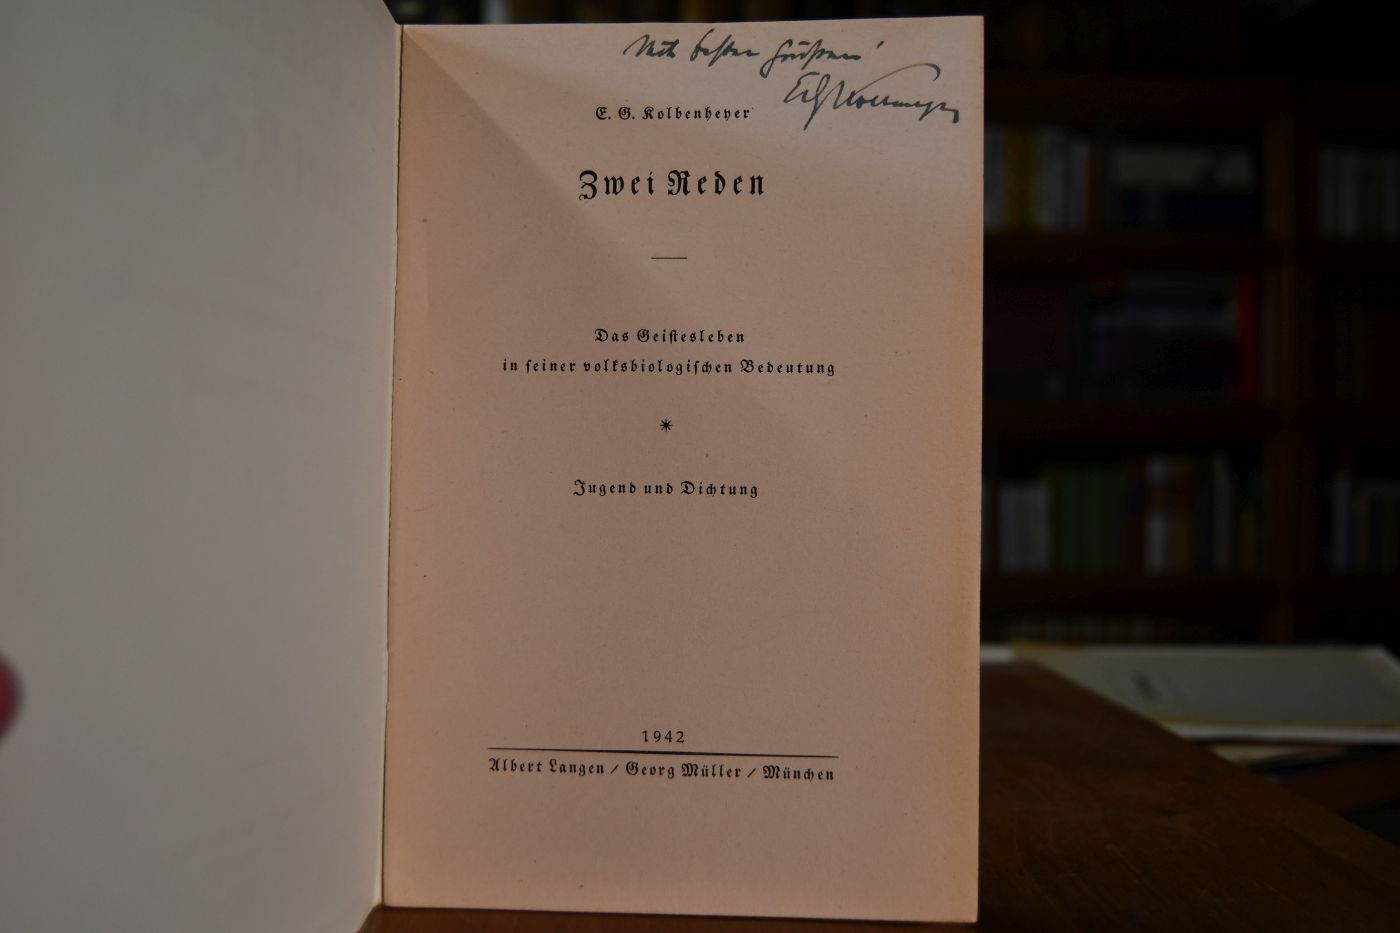 Mit besten Grüßen!
EGKolbenheyer
E. G. Kolbenheyer
Zwei Reden
Das Geistesleben
in seiner volksbiologischen Bedeutung
*
Jugend und Dichtung
1942
Albert Langen / Georg Müller / München